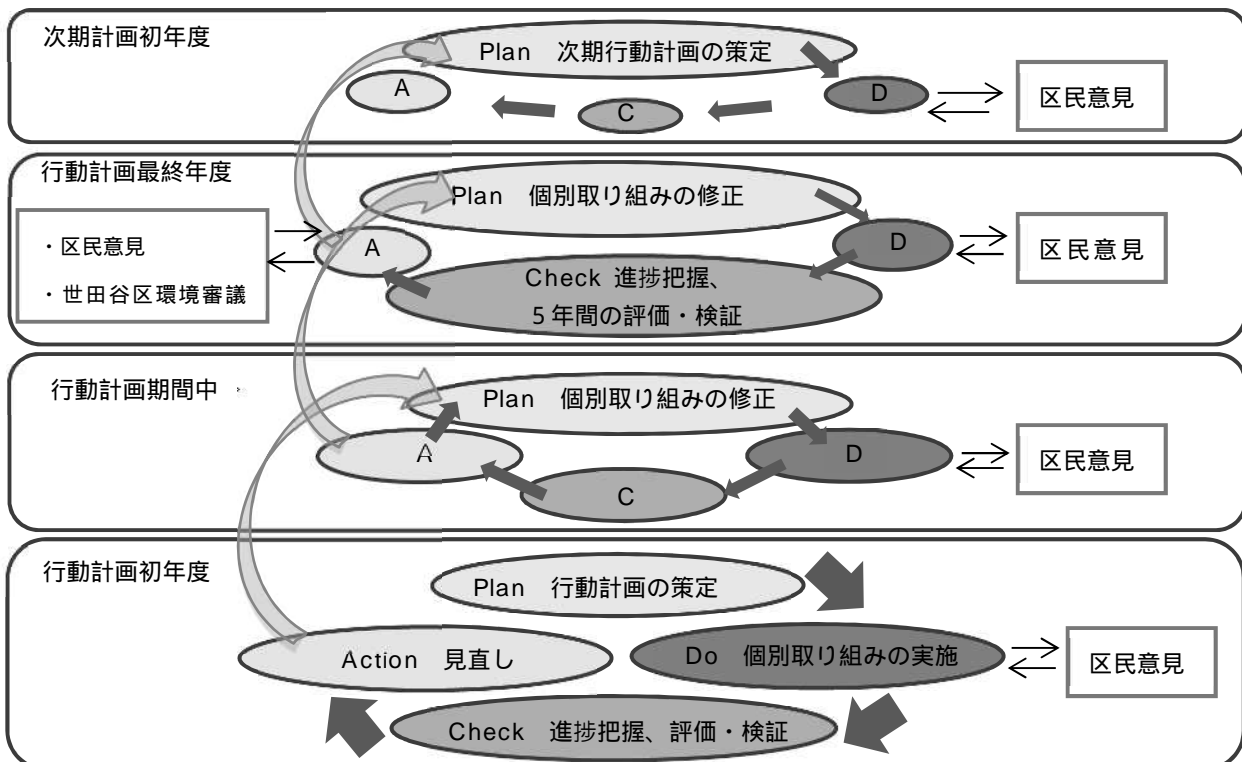 次期計画初年度
Plan 次期行動計画の策定
A
D
C
区民意見
行動計画最終年度
Plan 個別取り組みの修正
・区民意見
・世田谷区環境審議
A
D
区民意見
Check 進捗把握、
5年間の評価・検証
行動計画期間中
Plan 個別取り組みの修正
A
D
C
区民意見
行動計画初年度
Plan 行動計画の策定
Action 見直し
Do 個別取り組みの実施
区民意見
Check 進捗把握、評価・検証